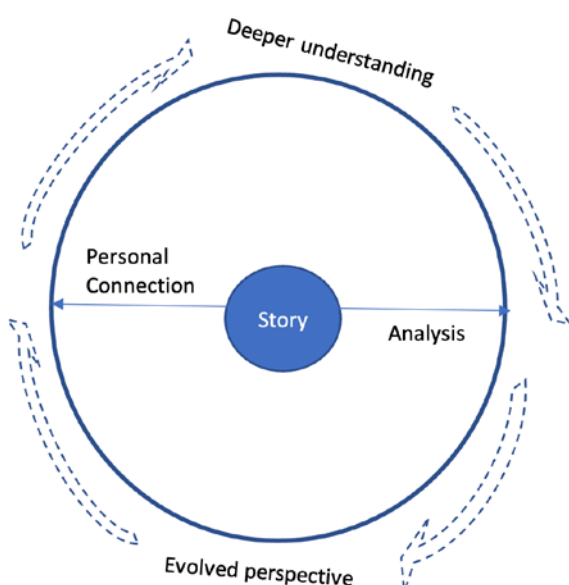 Deeper understanding
Personal
Connection
Story
Analysis
Evolved perspective